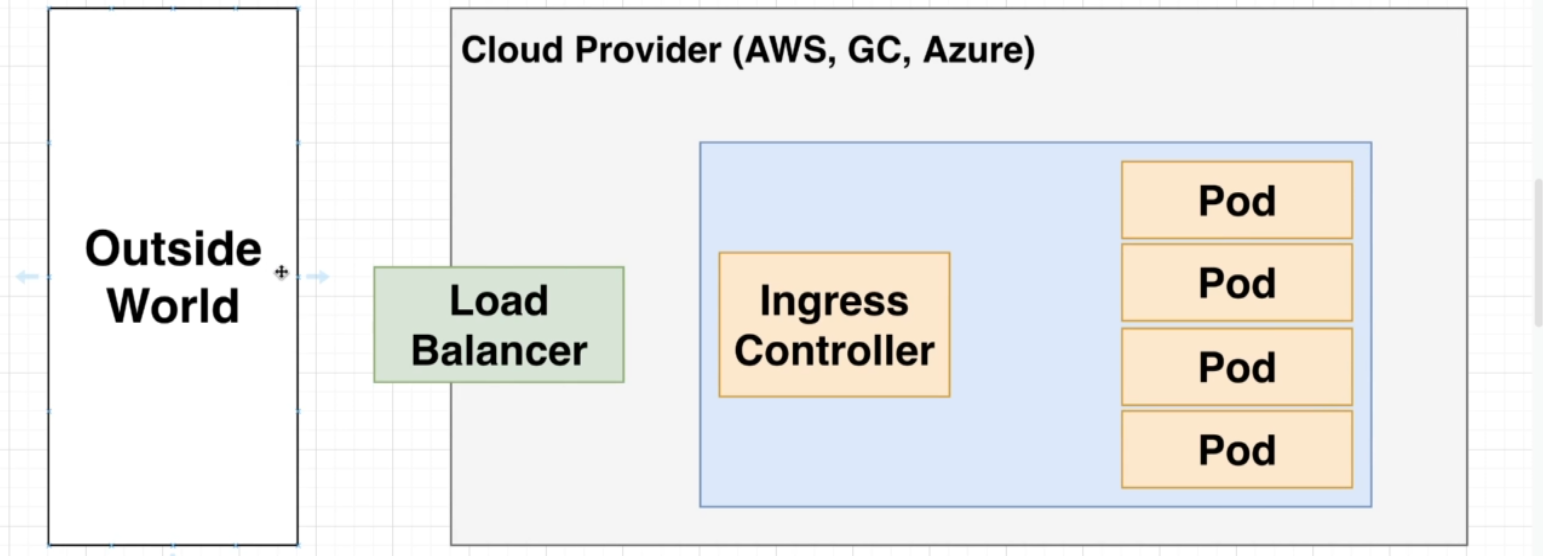 Cloud Provider (AWS, GC, Azure)
Outside
World
Load
Balancer
Ingress
Controller
Pod
Pod
Pod
Pod